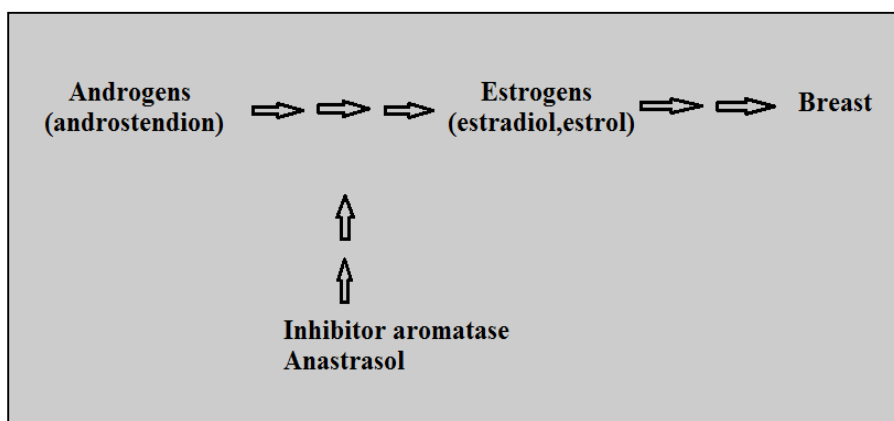 Androgens
(androstendion)
Estrogens
(estradiol,estrol)
Breast
Inhibitor aromatase
Anastrasol